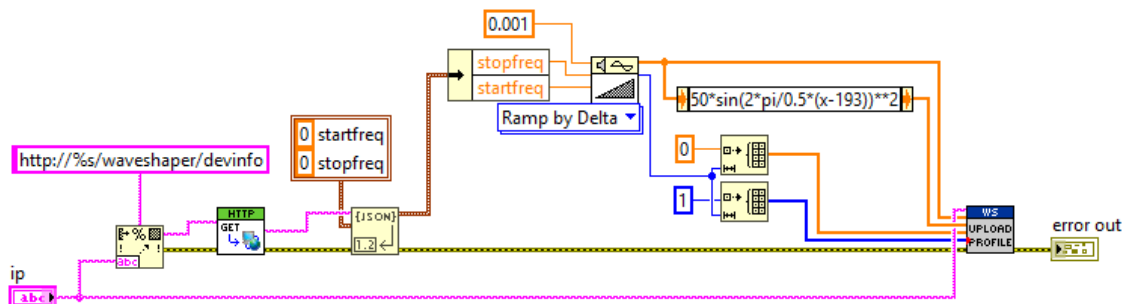 0.001
stopfreq
startfreq
Ramp by Delta
50*sin(2*pi/0.5*(x-193))**2
0 startfreq
0 stopfreq
http://%s/waveshaper/devinfo
0
1
HTTP
GET
{JSON}
1.2
%
abc
WS
UPLOAD
PROFILE
error out
ip
abc